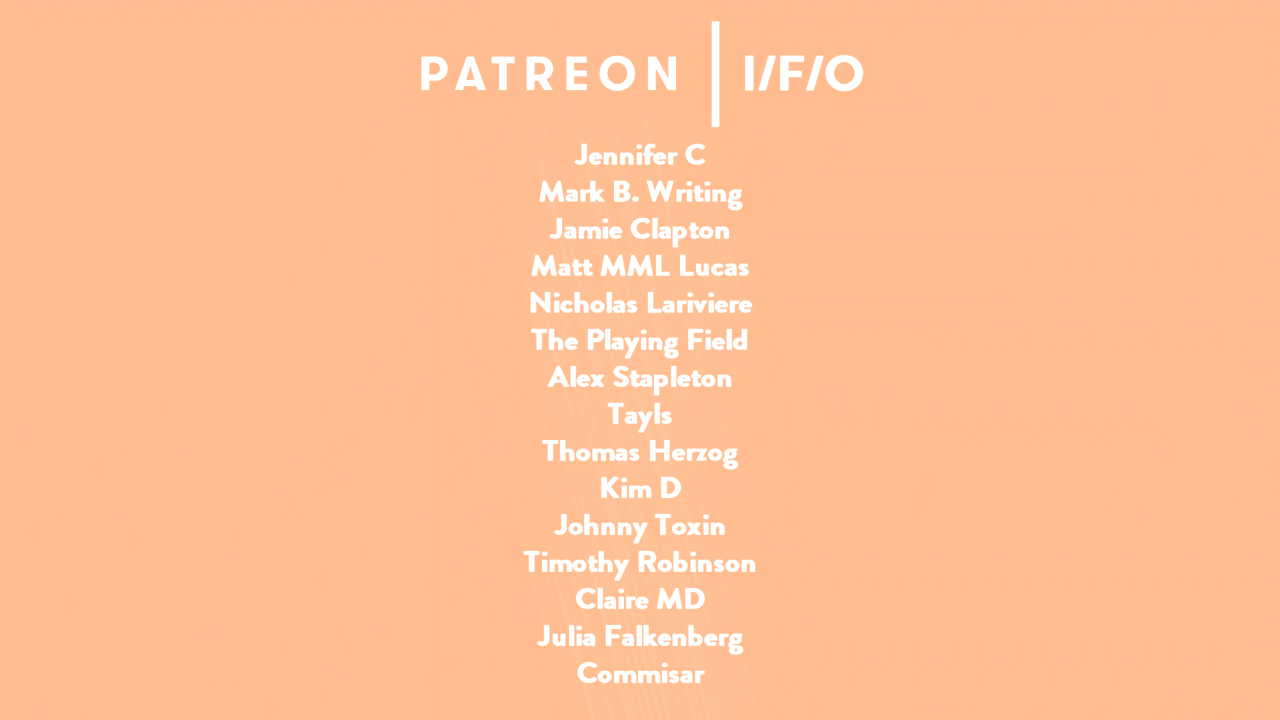 PATREON | I/F/O
Jennifer C
Mark B. Writing
Jamie Clapton
Matt MML Lucas
Nicholas Lariviere
The Playing Field
Alex Stapleton
Tayls
Thomas Herzog
Kim D
Johnny Toxin
Timothy Robinson
Claire MD
Julia Falkenberg
Commisar